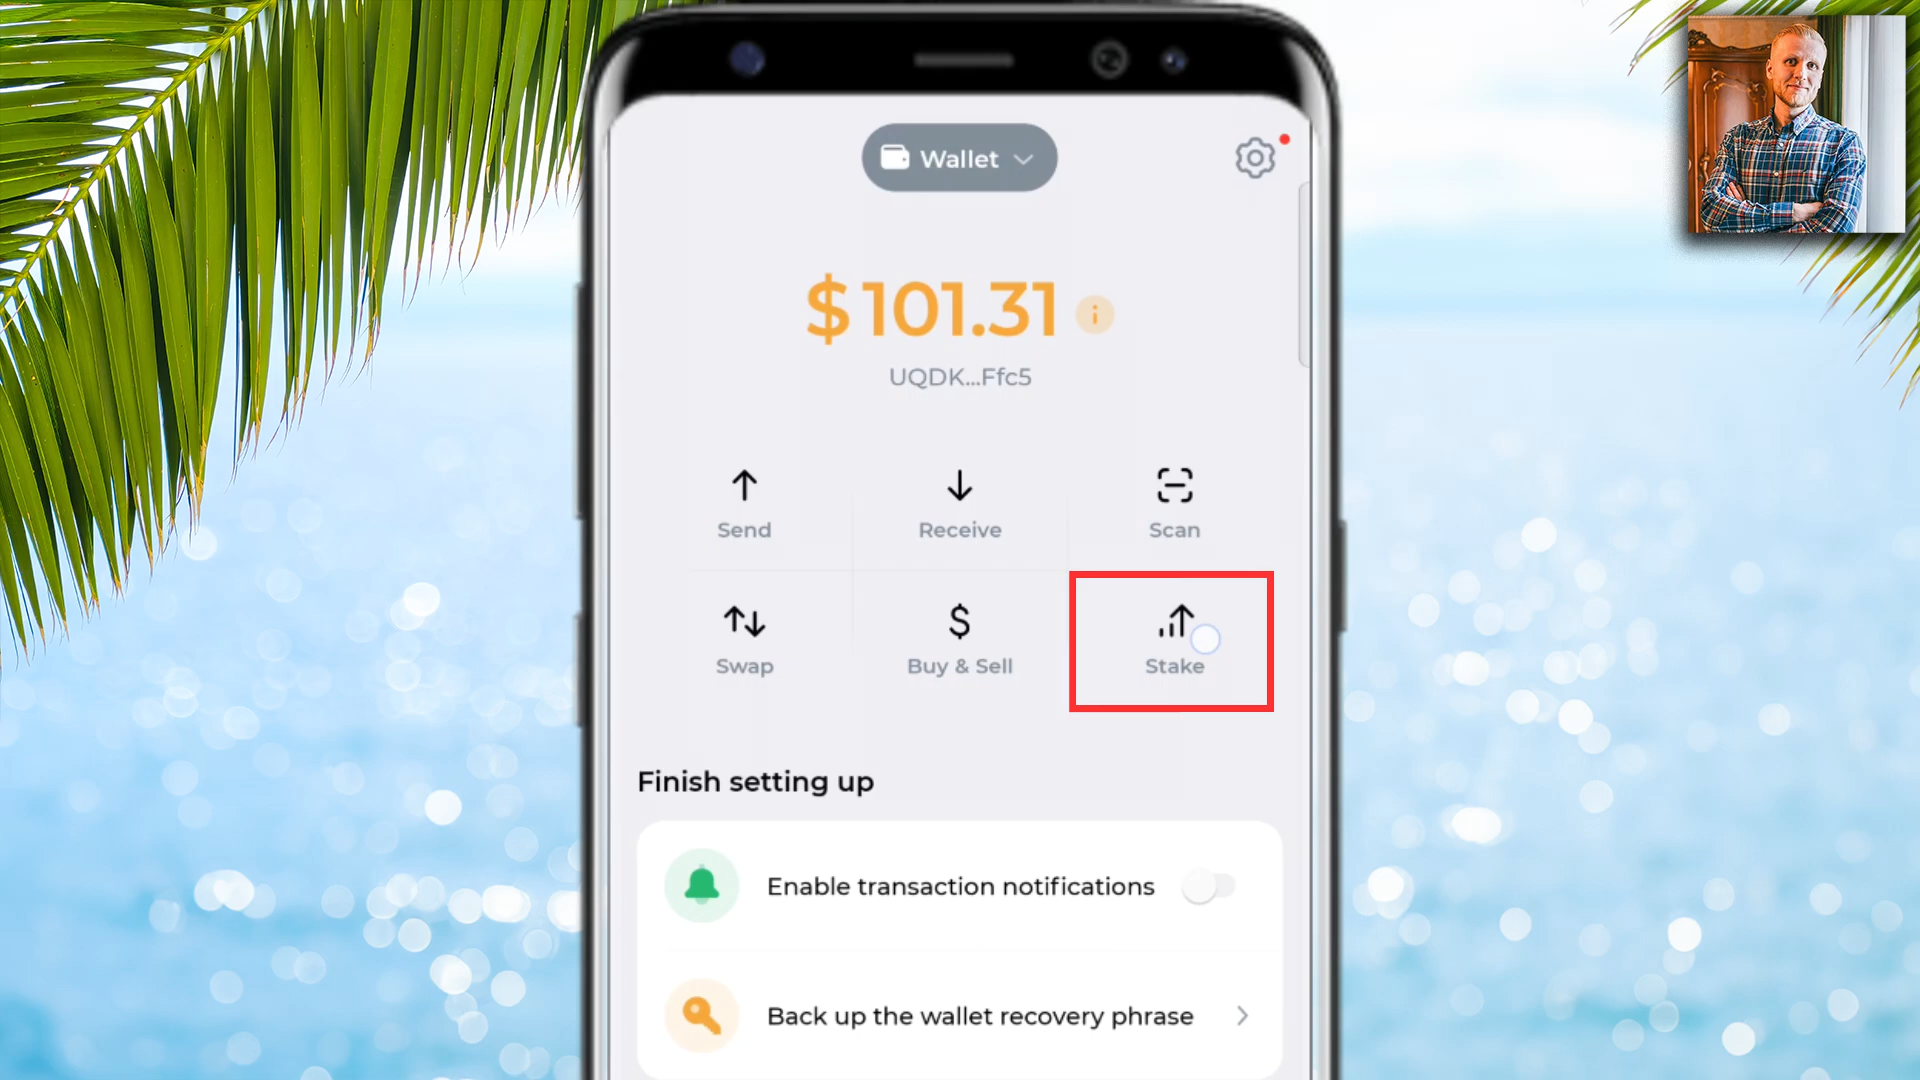 Wallet
$101.31
UQDK...Ffc5
Send
Receive
Scan
Swap
Buy & Sell
Stake
Finish setting up
Enable transaction notifications
Back up the wallet recovery phrase